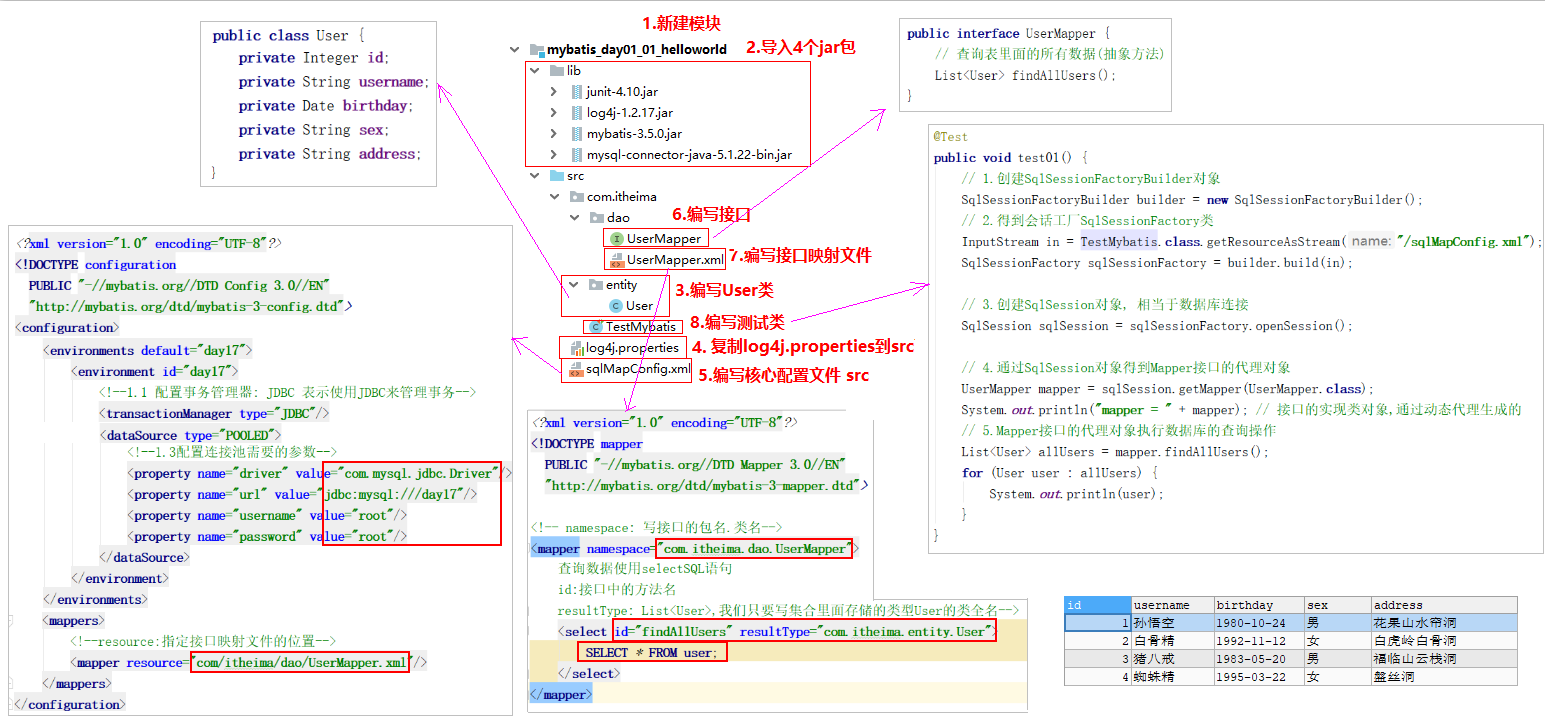 1.新建模块
public class User {
private Integer id;
private String username;
private Date birthday;
private String sex;
private String address;
}
mybatis_day01_01_helloworld
2.导入4个jar包
lib
junit-4.10.jar
log4j-1.2.17.jar
mybatis-3.5.0.jar
mysql-connector-java-5.1.22-bin.jar
src
com.itheima
dao
6.编写接口
UserMapper
UserMapper.xml
7.编写接口映射文件
entity
3.编写User类
User
TestMybatis
8.编写测试类
log4j.properties
4. 复制log4j.properties到src
sqlMapConfig.xml
5.编写核心配置文件 src
public interface UserMapper {
// 查询表里面的所有数据(抽象方法)
List<User> findAllUsers();
}
@Test
public void test01() {
// 1.创建SqlSessionFactoryBuilder对象
SqlSessionFactoryBuilder builder = new SqlSessionFactoryBuilder();
// 2.得到会话工厂SqlSessionFactory类
InputStream in = TestMybatis.class.getResourceAsStream( name: "/sqlMapConfig.xml");
SqlSessionFactory sqlSessionFactory = builder.build(in);
// 3.创建SqlSession对象, 相当于数据库连接
SqlSession sqlSession = sqlSessionFactory.openSession();
// 4.通过SqlSession对象得到Mapper接口的代理对象
UserMapper mapper = sqlSession.getMapper(UserMapper.class);
System.out.println("mapper = " + mapper); // 接口的实现类对象,通过动态代理生成的
// 5.Mapper接口的代理对象执行数据库的查询操作
List<User> allUsers = mapper.findAllUsers();
for (User user : allUsers) {
System.out.println(user);
}
}
<?xml version="1.0" encoding="UTF-8"?>
<!DOCTYPE configuration
PUBLIC "-//mybatis.org//DTD Config 3.0//EN"
"http://mybatis.org/dtd/mybatis-3-config.dtd">
<configuration>
<environments default="day17">
<environment id="day17">
<!--1.1 配置事务管理器: JDBC 表示使用JDBC来管理事务-->
<transactionManager type="JDBC"/>
<dataSource type="POOLED">
<!--1.3配置连接池需要的参数-->
<property name="driver" value="com.mysql.jdbc.Driver"/>
<property name="url" value="jdbc:mysql:///day17"/>
<property name="username" value="root"/>
<property name="password" value="root"/>
</dataSource>
</environment>
</environments>
<mappers>
<!--resource:指定接口映射文件的位置-->
<mapper resource="com/itheima/dao/UserMapper.xml"/>
</mappers>
</configuration>
<?xml version="1.0" encoding="UTF-8"?>
<!DOCTYPE mapper
PUBLIC "-//mybatis.org//DTD Mapper 3.0//EN"
"http://mybatis.org/dtd/mybatis-3-mapper.dtd">
<!-- namespace: 写接口的包名.类名-->
<mapper namespace="com.itheima.dao.UserMapper">
查询数据使用selectSQL语句
id:接口中的方法名
resultType: List<User>,我们只要写集合里面存储的类型User的类全名-->
<select id="findAllUsers" resultType="com.itheima.entity.User">
SELECT * FROM user;
</select>
</mapper>
id username birthday sex address
1 孙悟空 1980-10-24 男 花果山水帘洞
2 白骨精 1992-11-12 女 白虎岭白骨洞
3 猪八戒 1983-05-20 男 福临山云栈洞
4 蜘蛛精 1995-03-22 女 盤丝洞